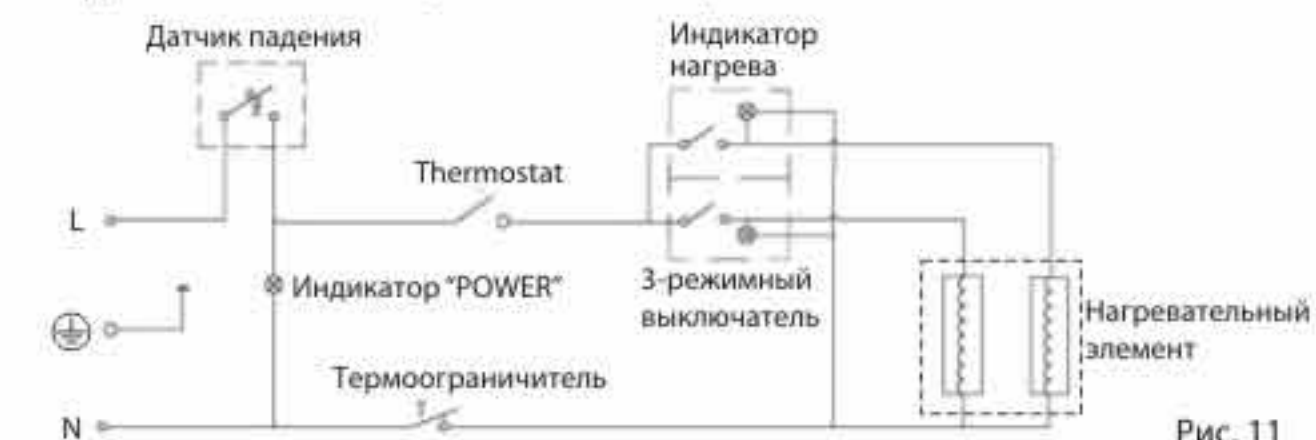 Датчик падения
Индикатор
нагрева
Thermostat
L
Индикатор "POWER"
3-режимный
выключатель
Нагревательный
элемент
Термоограничитель
N
Рис. 11